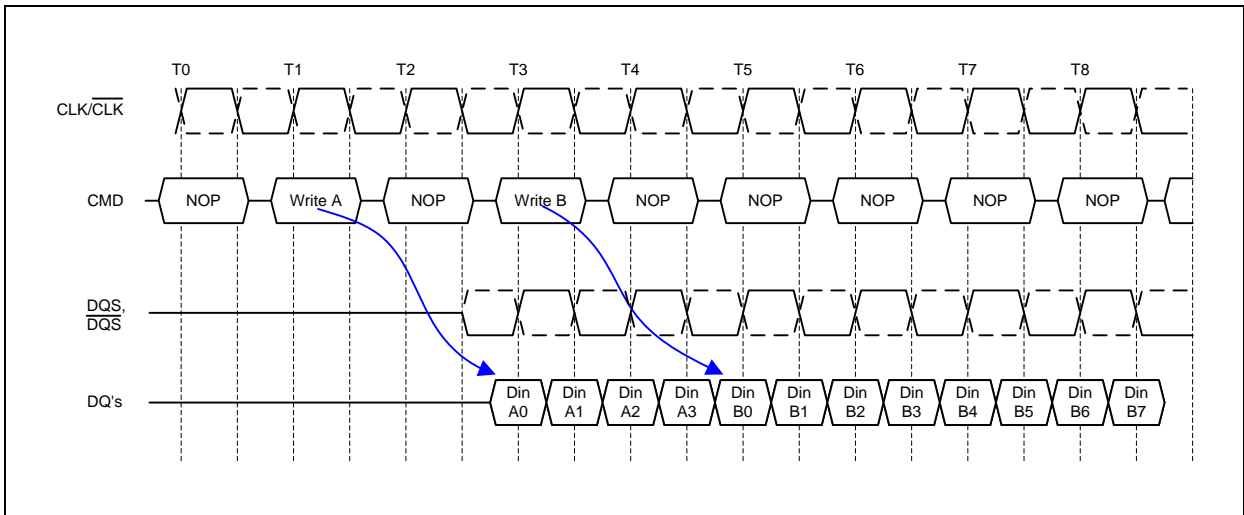 T0 T1 T2 T3 T4 T5 T6 T7 T8
CLK/CLK
CMD NOP Write A NOP Write B NOP NOP NOP NOP NOP
DQS,
DQS
DQ's
Din A0 Din A1 Din A2 Din A3 Din B0 Din B1 Din B2 Din B3 Din B4 Din B5 Din B6 Din B7